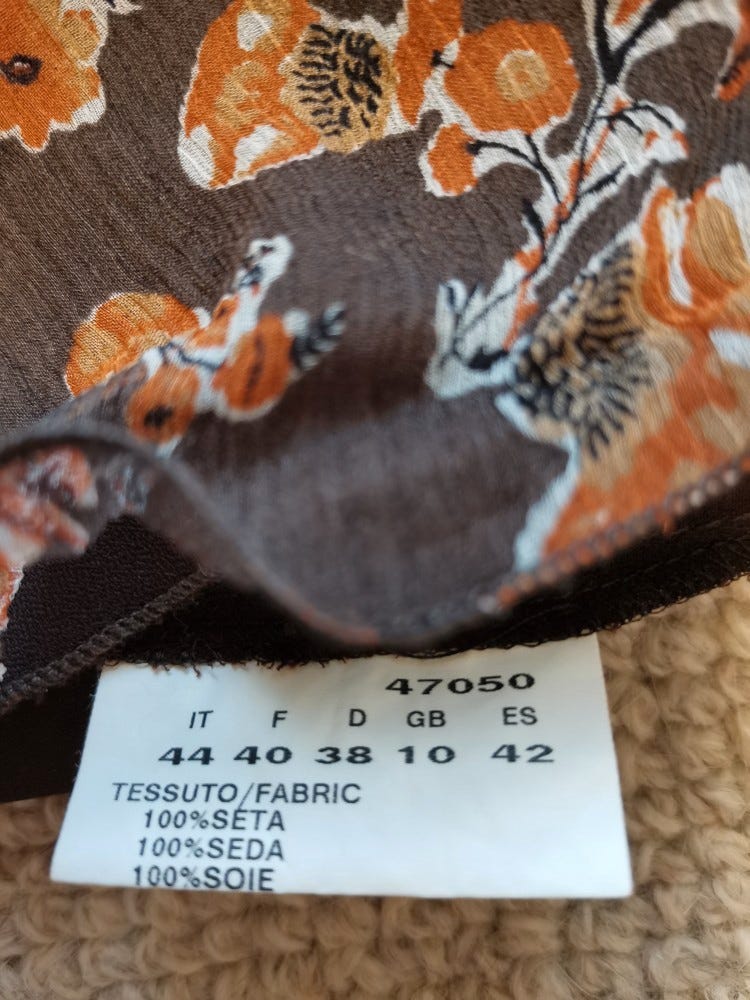 47050
IT F D GB ES
44 40 38 10 42
TESSUTO/FABRIC
100%SETA
100%SEDA
100%SOIE